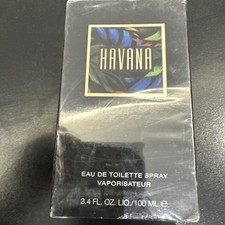 HAVANA
EAU DE TOILETTE SPRAY
VAPORISATEUR
3.4 FL. OZ. LIQ./100 ML ℮